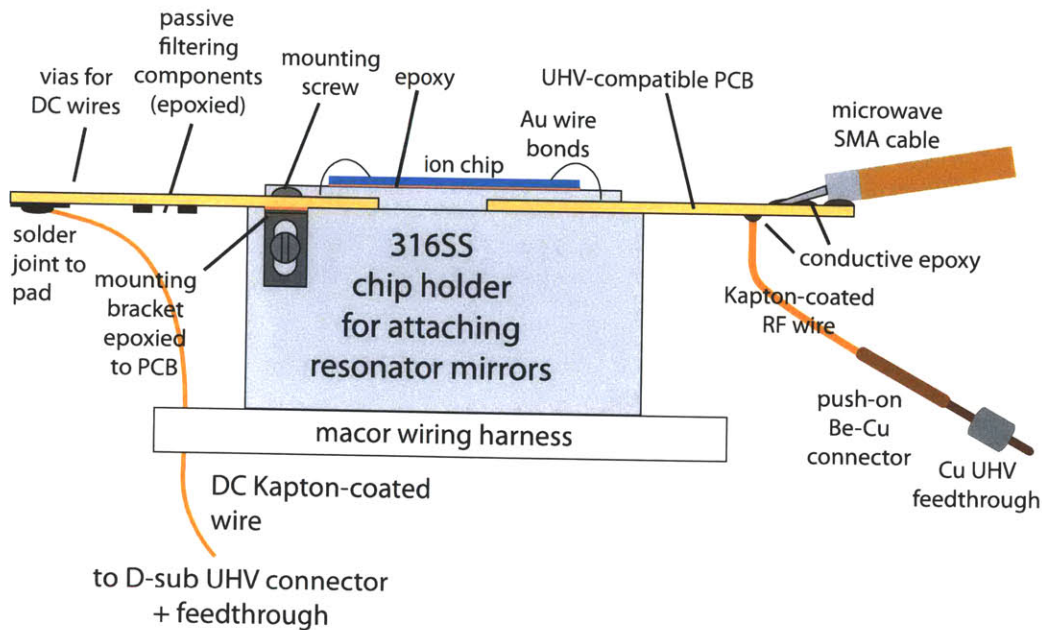 vias for
DC wires
passive
filtering
components
(epoxied)
mounting
screw
epoxy
UHV-compatible PCB
microwave
SMA cable
Au wire
bonds
ion chip
solder
joint to
pad
mounting
bracket
epoxied
to PCB
316SS
chip holder
for attaching
resonator mirrors
conductive epoxy
Kapton-coated
RF wire
push-on
Be-Cu
connector
Cu UHV
feedthrough
macor wiring harness
DC Kapton-coated
wire
to D-sub UHV connector
+ feedthrough